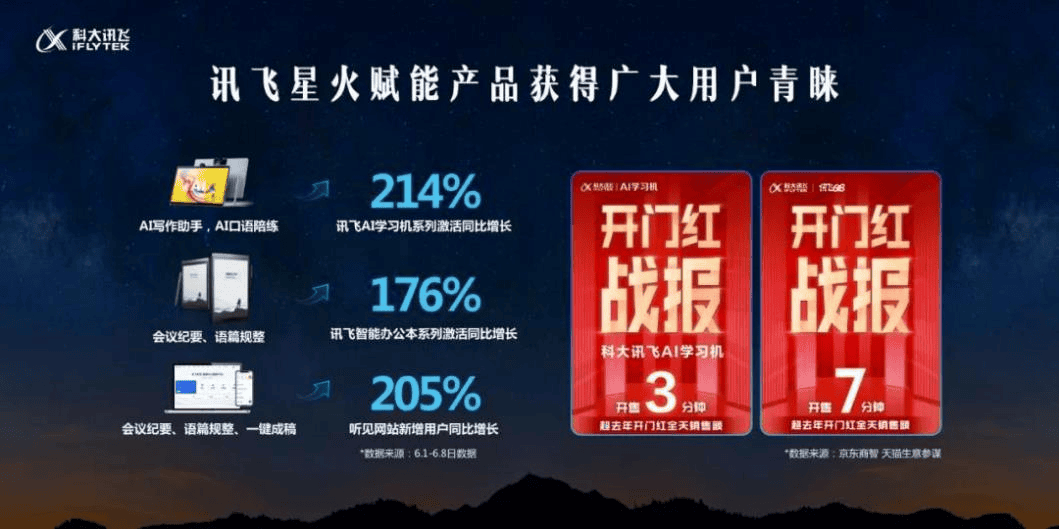 科大讯飞
iFLYTEK
讯飞星火赋能产品获得广大用户青睐
AI
AI写作助手，AI口语陪练
214%
讯飞AI学习机系列激活同比增长
会议纪要、语篇规整
176%
讯飞智能办公本系列激活同比增长
会议纪要、语篇规整、一键成稿
205%
听见网站新增用户同比增长
*数据来源：6.1-6.8日数据
科大讯飞 | AI学习机
开门红
战报
科大讯飞AI学习机
开售3分钟
超去年开门红全天销售额
科大讯飞
开门红
战报
开售7分钟
超去年开门红全天销售额
*数据来源：京东商智 天猫生意参谋